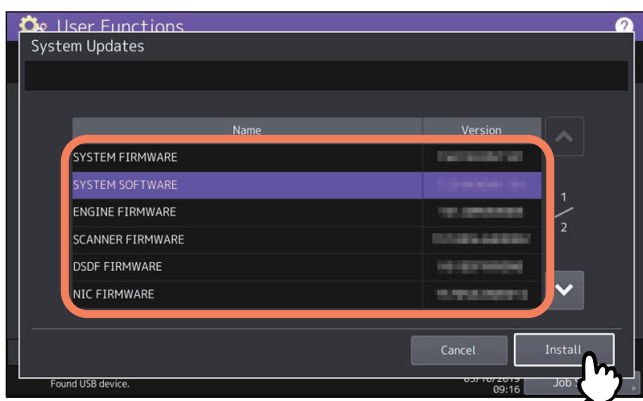 User Functions
?
System Updates
Name Version
SYSTEM FIRMWARE
SYSTEM SOFTWARE
ENGINE FIRMWARE
SCANNER FIRMWARE
DSDF FIRMWARE
NIC FIRMWARE
1
2
Cancel Install
Found USB device.
09:16
Job